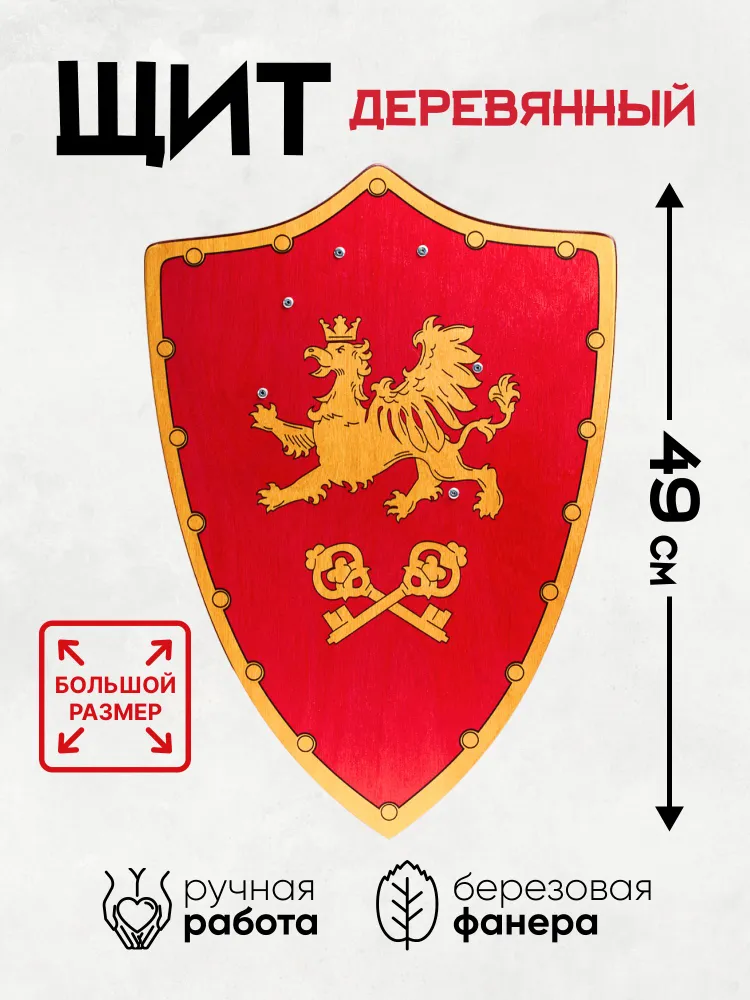 ЩИТ
ДЕРЕВЯННЫЙ
49 см
БОЛЬШОЙ
РАЗМЕР
ручная
работа
березовая
фанера